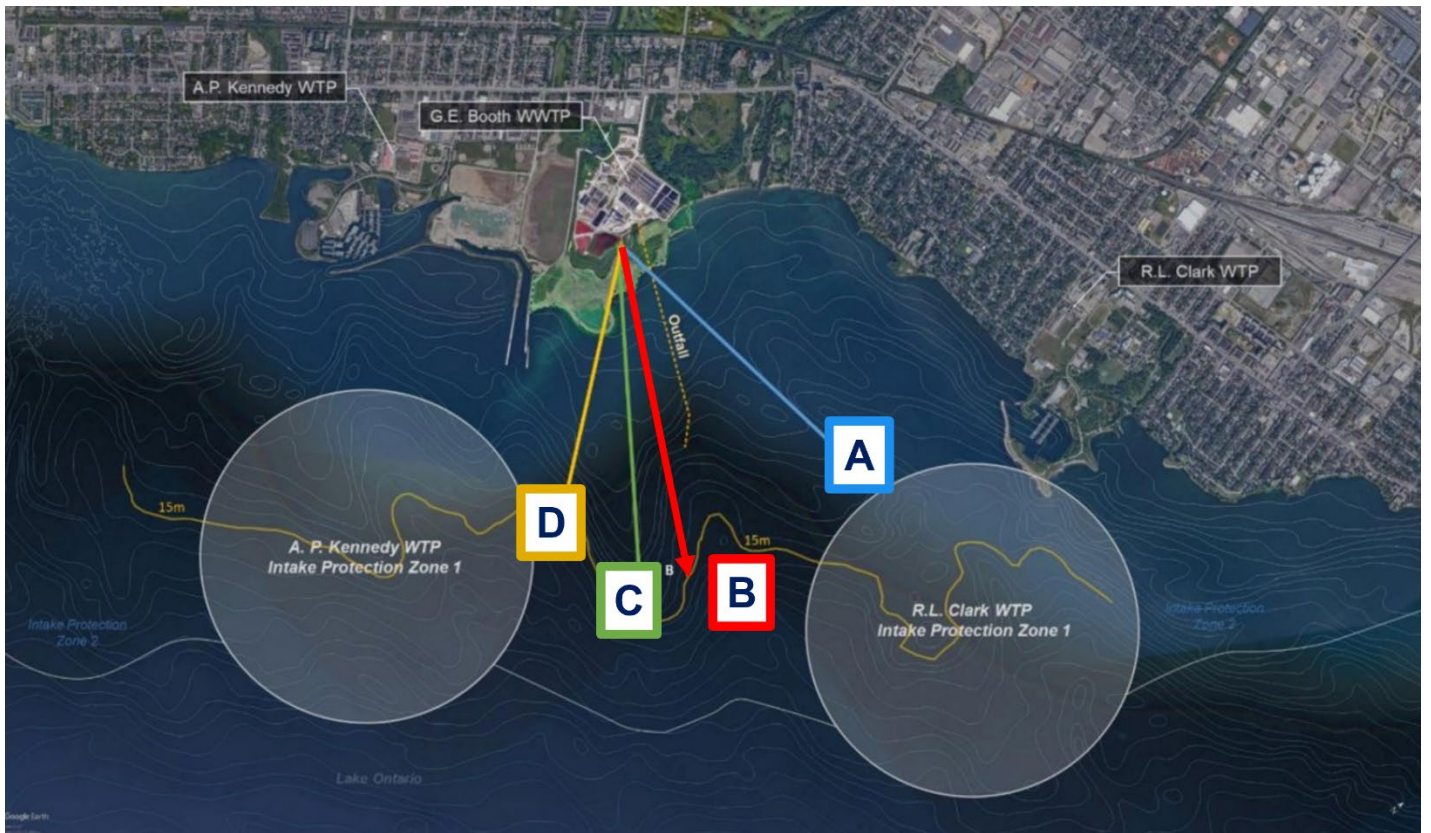 A.P. Kennedy WTP
G.E. Booth WWTP
R.L. Clark WTP
Outfall
A
15m
D
A. P. Kennedy WTP
Intake Protection Zone 1
15m
B
C
B
R.L. Clark WTP
Intake Protection Zone 1
Intake Protection
Zone 2
Intake Protection
Zone 2
Lake Ontario
Google Earth